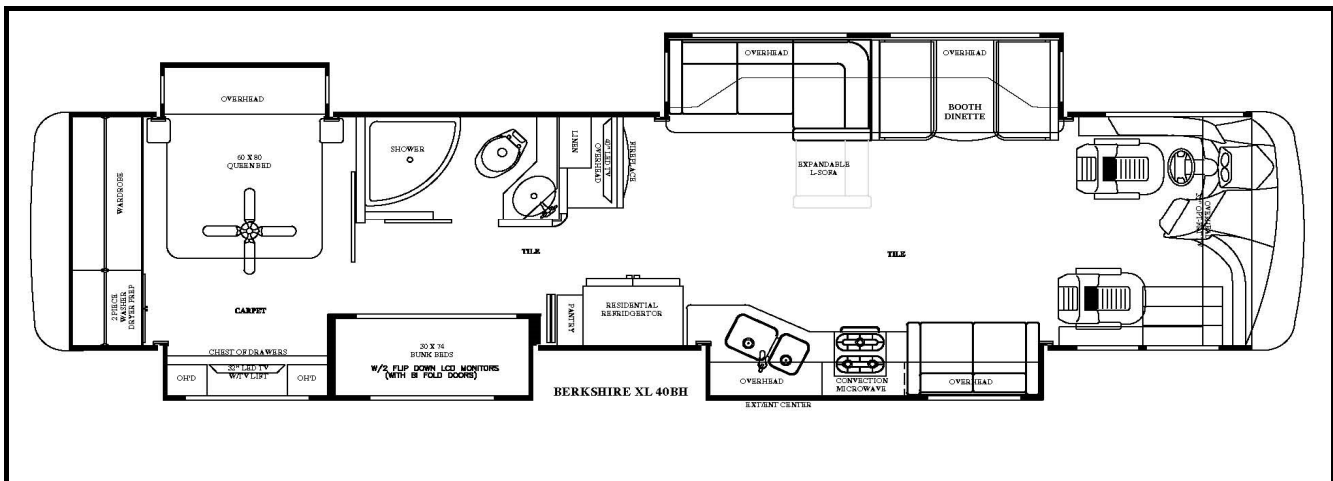 OVERHEAD
OVERHEAD
OVERHEAD
BOOTH
DINETTE
60 X 80
QUEEN BED
SHOWER
LINEN
40" LED TV
OVERHEAD
FIREPLACE
EXPANDABLE
L-SOFA
WARDROBE
2 PIECE
WASHER
DRYER PREP
TILE
TILE
CARPET
PANTRY
RESIDENTIAL
REFRIDGERTOR
CHEST OF DRAWERS
OH'D
32" LED TV
W/TV LIFT
OH'D
30 X 74
BUNK BEDS
W/2 FLIP DOWN LCD MONITORS
(WITH BI FOLD DOORS)
BERKSHIRE XL 40BH
OVERHEAD
CONVECTION
MICROWAVE
OVERHEAD
EXT/ENT CENTER
OVERHEAD